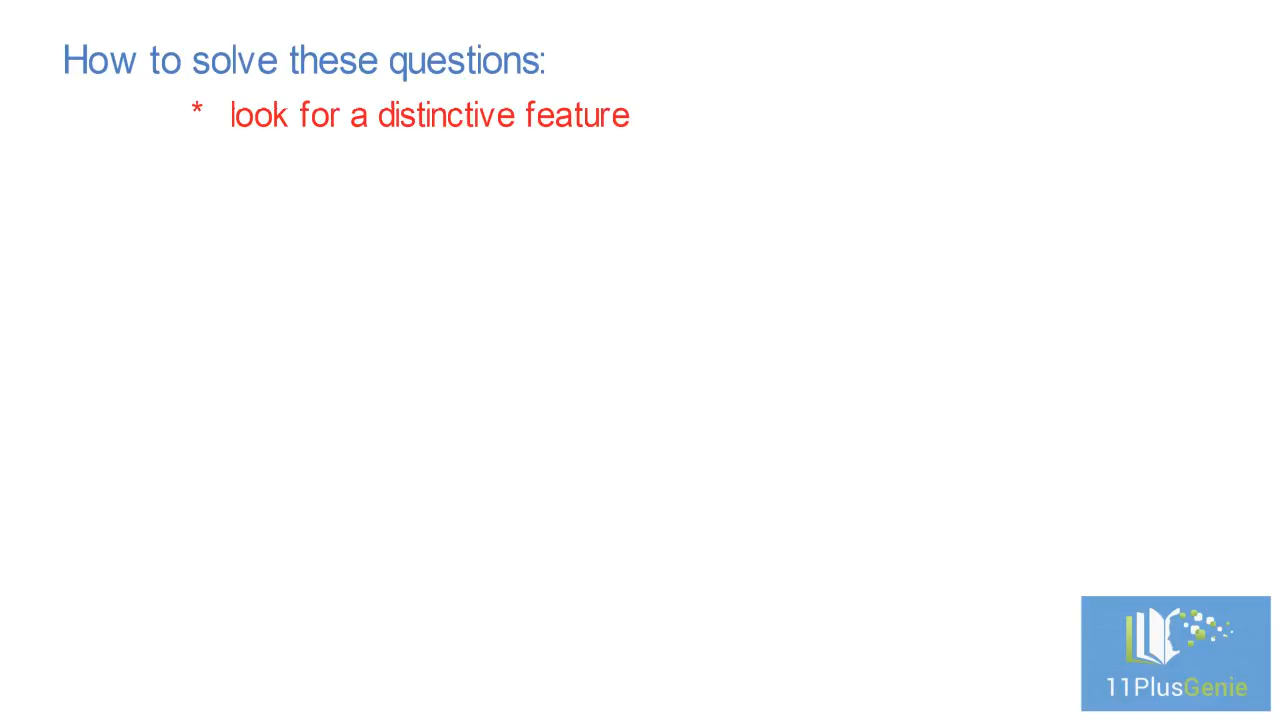 How to solve these questions:
* look for a distinctive feature
11PlusGenie